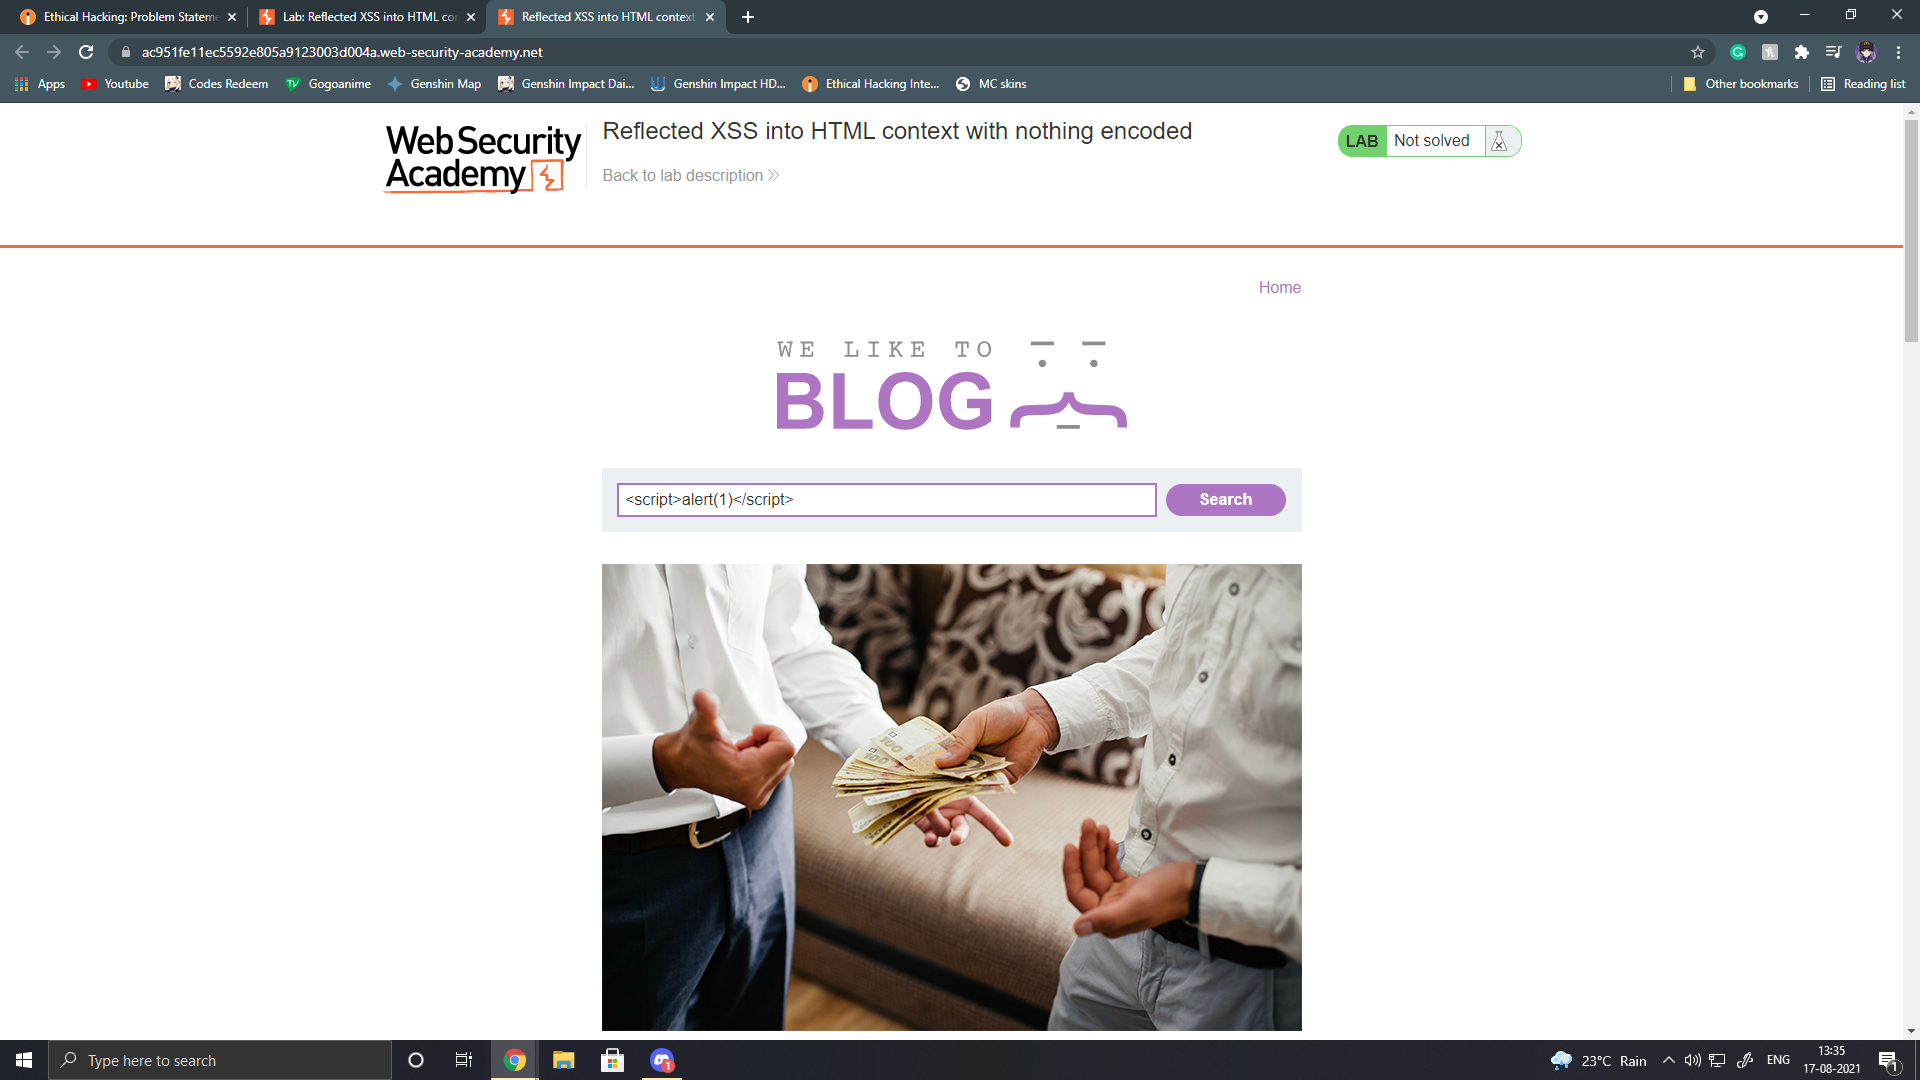 Ethical Hacking: Problem Stateme
Lab: Reflected XSS into HTML cor
Reflected XSS into HTML context
ac951fe11ec5592e805a9123003d004a.web-security-academy.net
Apps
Youtube
Codes Redeem
Gogoanime
Genshin Map
Genshin Impact Dai...
Genshin Impact HD...
Ethical Hacking Inte...
MC skins
Other bookmarks
Reading list
Web Security
Academy
Reflected XSS into HTML context with nothing encoded
Back to lab description
LAB
Not solved
Home
WE LIKE TO
BLOG
<script>alert(1)</script>
Search
100
100
Type here to search
1
23°C Rain
ENG
13:35
17-08-2021
1